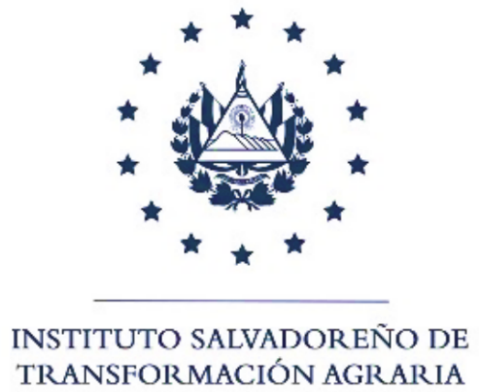 INSTITUTO SALVADOREÑO DE
TRANSFORMACIÓN AGRARIA